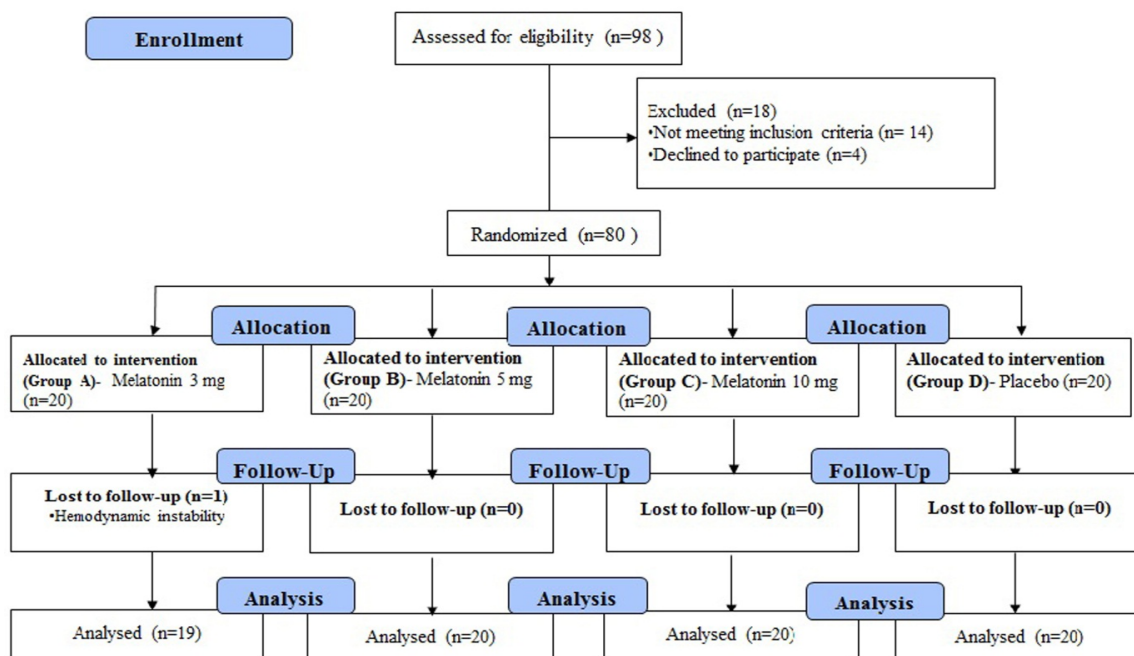 Enrollment
Assessed for eligibility (n=98 )
Excluded (n=18)
•Not meeting inclusion criteria (n= 14)
•Declined to participate (n=4)
Randomized (n=80 )
Allocation
Allocation
Allocation
Allocated to intervention
(Group A)- Melatonin 3 mg
(n=20)
Allocated to intervention
(Group B)- Melatonin 5 mg
(n=20)
Allocated to intervention
(Group C)- Melatonin 10 mg
(n=20)
Allocated to intervention
(Group D)- Placebo (n=20)
Follow-Up
Follow-Up
Follow-Up
Lost to follow-up (n=1)
•Hemodynamic instability
Lost to follow-up (n=0)
Lost to follow-up (n=0)
Lost to follow-up (n=0)
Analysis
Analysis
Analysis
Analysed (n=19)
Analysed (n=20)
Analysed (n=20)
Analysed (n=20)